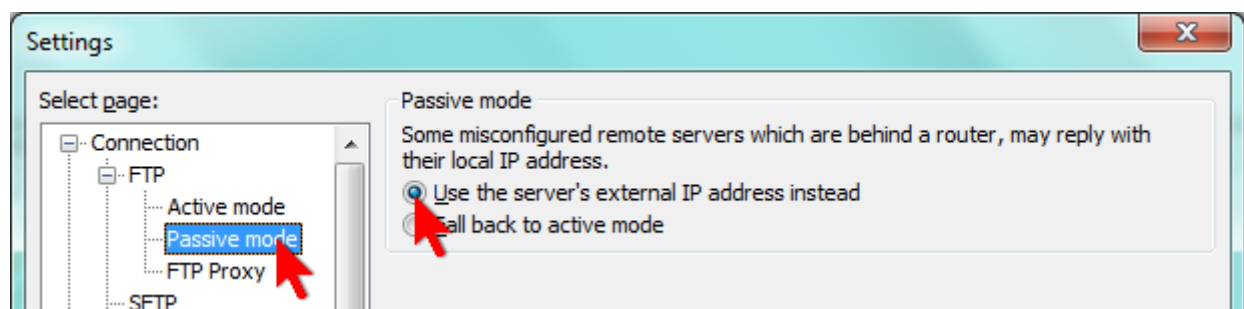 Settings
Select page:
Connection
FTP
Active mode
Passive mode
FTP Proxy
SFTP
Passive mode
Some misconfigured remote servers which are behind a router, may reply with
their local IP address.
Use the server's external IP address instead
Fall back to active mode